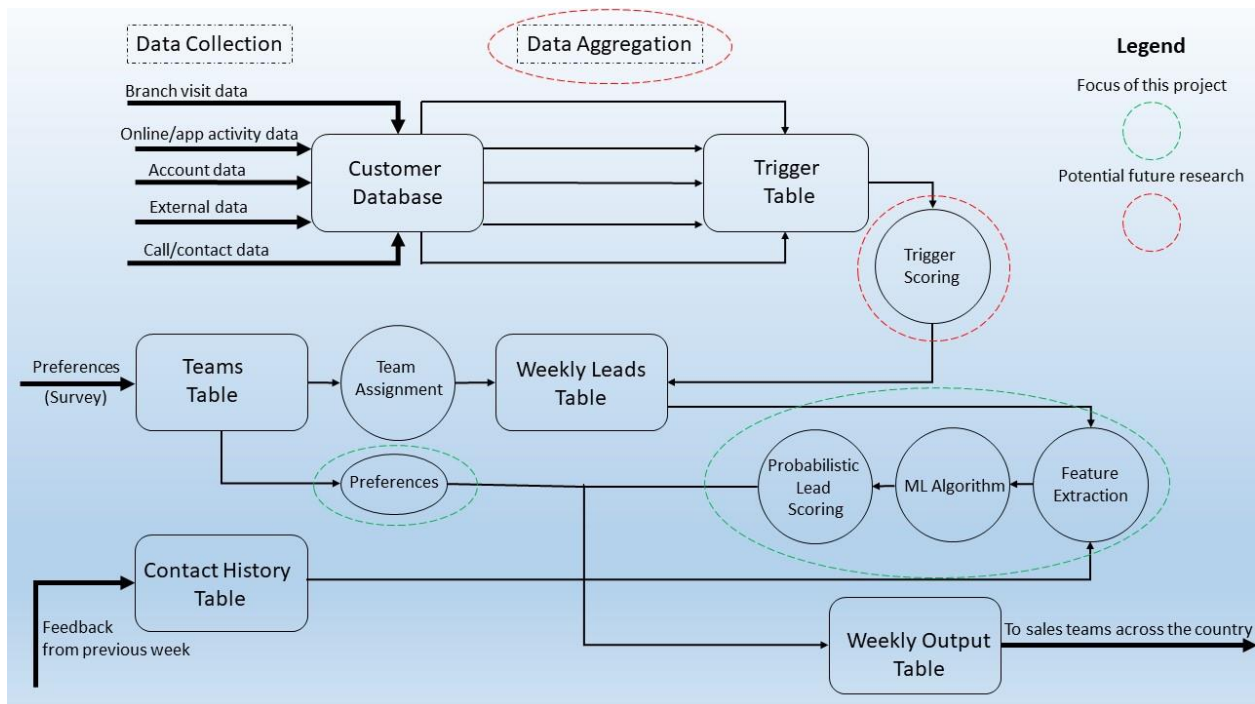 Data Collection
Data Aggregation
Legend
Focus of this project
Potential future research
Branch visit data
Online/app activity data
Account data
External data
Call/contact data
Customer
Database
Trigger
Table
Trigger
Scoring
Preferences
(Survey)
Teams
Table
Team
Assignment
Weekly Leads
Table
Preferences
Probabilistic
Lead
Scoring
ML Algorithm
Feature
Extraction
Contact History
Table
Feedback
from previous week
Weekly Output
Table
To sales teams across the country